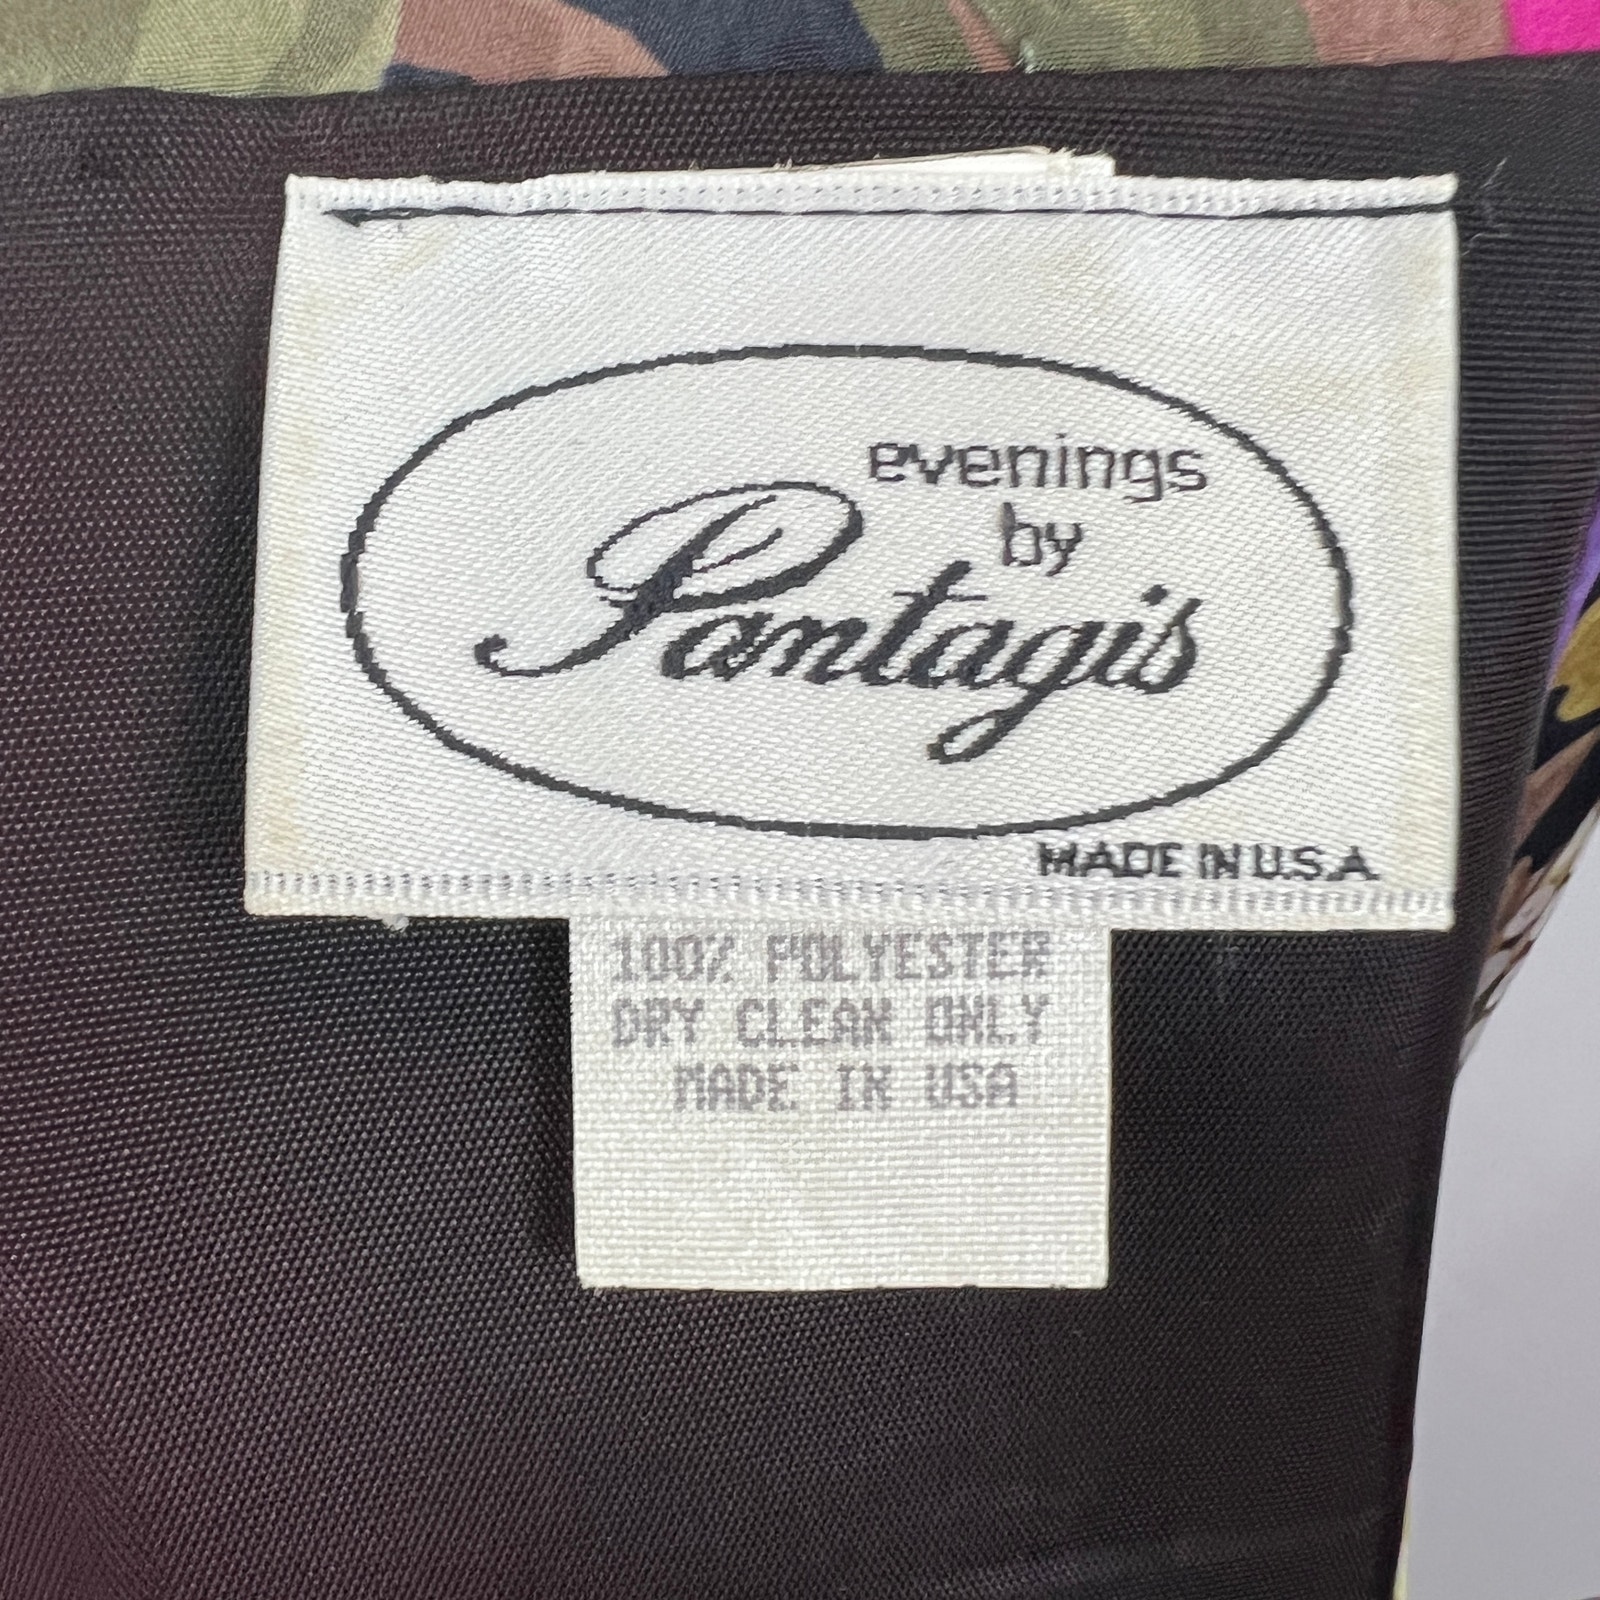 evenings
by
Pantagis
MADE IN U.S.A.
100% POLYESTER
DRY CLEAN ONLY
MADE IN USA